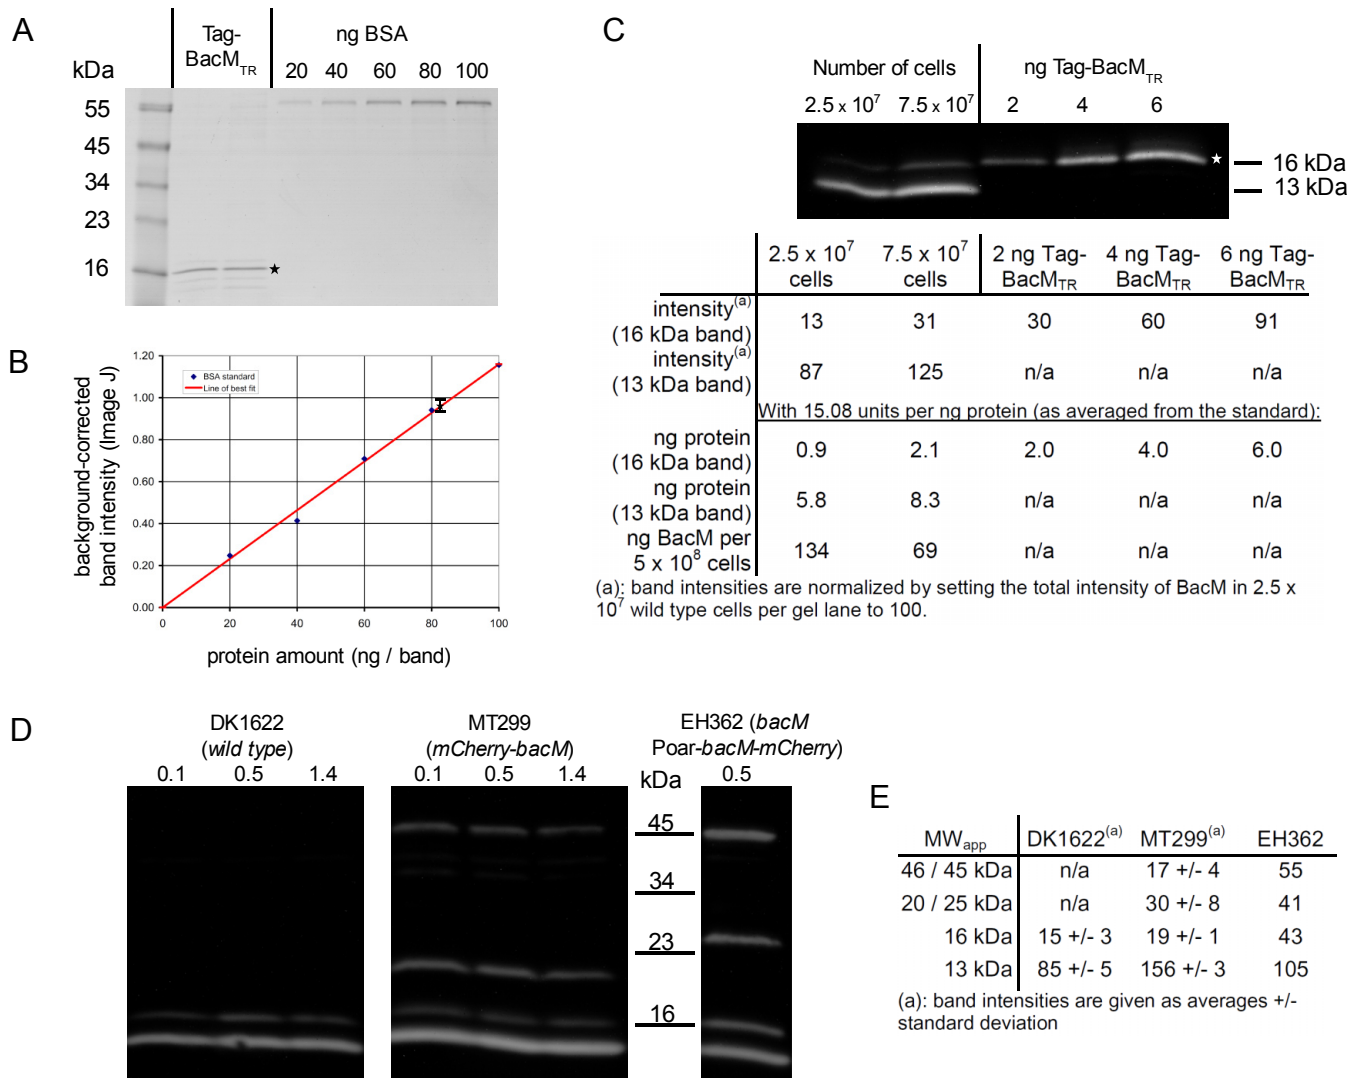 A
Tag-
BacMTR
ng BSA
kDa
20 40 60 80 100
55
45
34
23
16
★
B
background-corrected
band intensity (Image J)
1.20
1.00
0.80
0.60
0.40
0.20
0.00
BSA standard
Line of best fit
0 20 40 60 80 100
protein amount (ng / band)
C
Number of cells
ng Tag-BacMTR
2.5 x 10⁷ 7.5 x 10⁷ 2 4 6
★ 16 kDa
13 kDa
2.5 x 10⁷ 7.5 x 10⁷ 2 ng Tag- 4 ng Tag- 6 ng Tag-
cells cells BacMTR BacMTR BacMTR
intensity(a)
(16 kDa band) 13 31 30 60 91
intensity(a)
(13 kDa band) 87 125 n/a n/a n/a
With 15.08 units per ng protein (as averaged from the standard):
ng protein
(16 kDa band) 0.9 2.1 2.0 4.0 6.0
ng protein
(13 kDa band) 5.8 8.3 n/a n/a n/a
ng BacM per
5 x 10⁸ cells 134 69 n/a n/a n/a
(a): band intensities are normalized by setting the total intensity of BacM in 2.5 x
10⁷ wild type cells per gel lane to 100.
D
DK1622
(wild type)
0.1 0.5 1.4
MT299
(mCherry-bacM)
0.1 0.5 1.4
kDa
EH362 (bacM
Poar-bacM-mCherry)
0.5
45
34
23
16
E
MWapp DK1622(a) MT299(a) EH362
46 / 45 kDa n/a 17 +/- 4 55
20 / 25 kDa n/a 30 +/- 8 41
16 kDa 15 +/- 3 19 +/- 1 43
13 kDa 85 +/- 5 156 +/- 3 105
(a): band intensities are given as averages +/-
standard deviation